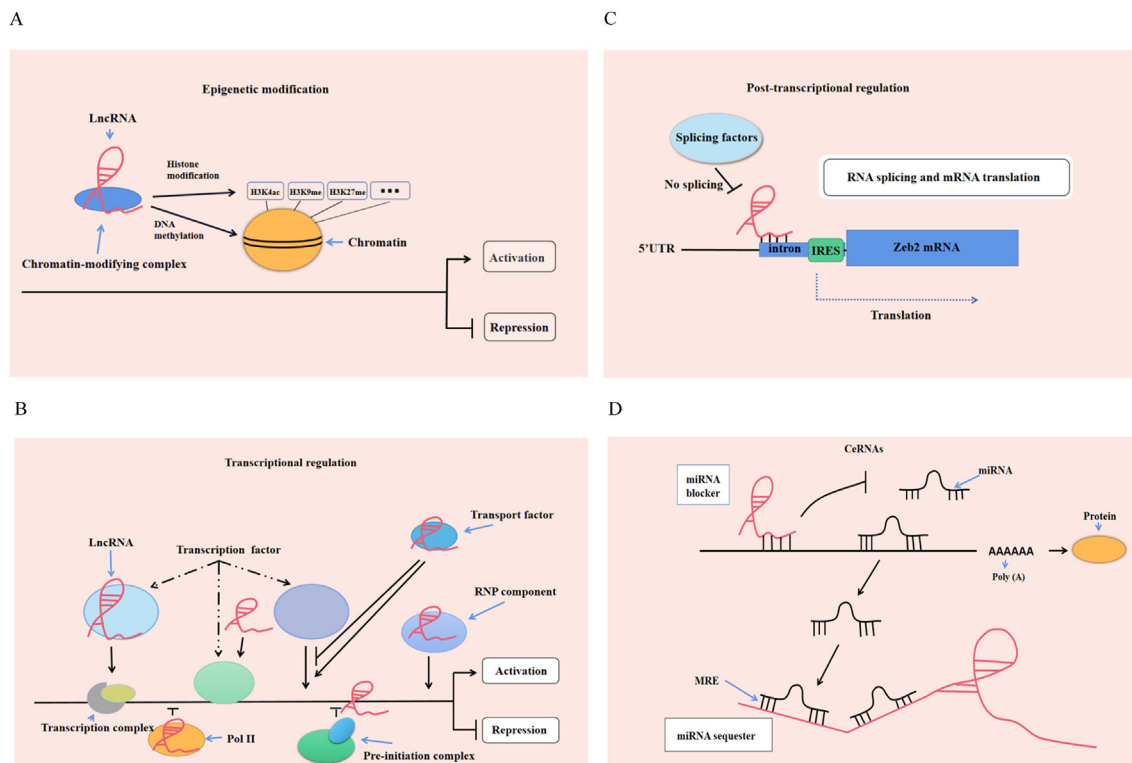 A
Epigenetic modification
LncRNA
Histone
modification
H3K4ac
H3K9me
H3K27me
...
DNA
methylation
Chromatin
Chromatin-modifying complex
Activation
Repression
C
Post-transcriptional regulation
Splicing factors
No splicing
RNA splicing and mRNA translation
5'UTR
intron
IRES
Zeb2 mRNA
Translation
B
Transcriptional regulation
Transport factor
LncRNA
Transcription factor
RNP component
Activation
Transcription complex
Repression
Pol II
Pre-initiation complex
D
CeRNAs
miRNA
blocker
miRNA
Protein
AAAAAA
Poly (A)
MRE
miRNA sequester